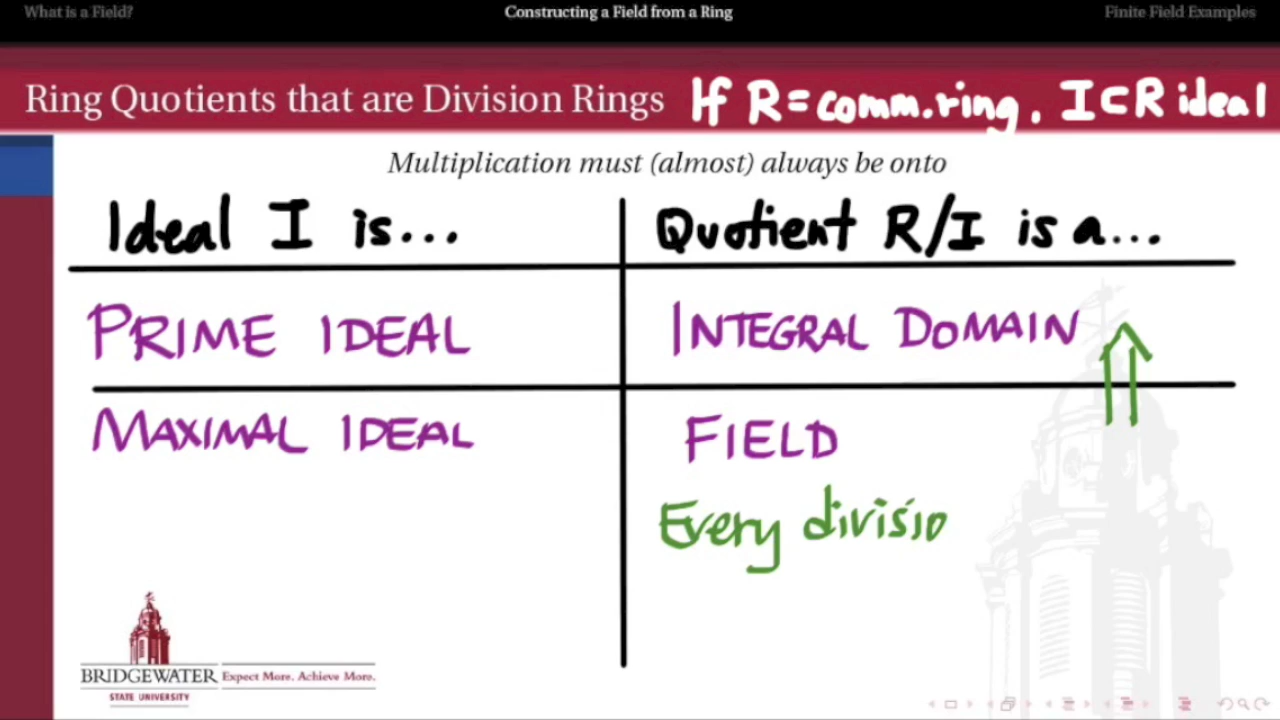 What is a Field? Constructing a Field from a Ring Finite Field Examples
Ring Quotients that are Division Rings If R = comm. ring, I ⊂ R ideal
Multiplication must (almost) always be onto
Ideal I is... Quotient R/I is a...
PRIME IDEAL INTEGRAL DOMAIN
MAXIMAL IDEAL FIELD
Every divisio
BRIDGEWATER Expect More. Achieve More.
STATE UNIVERSITY